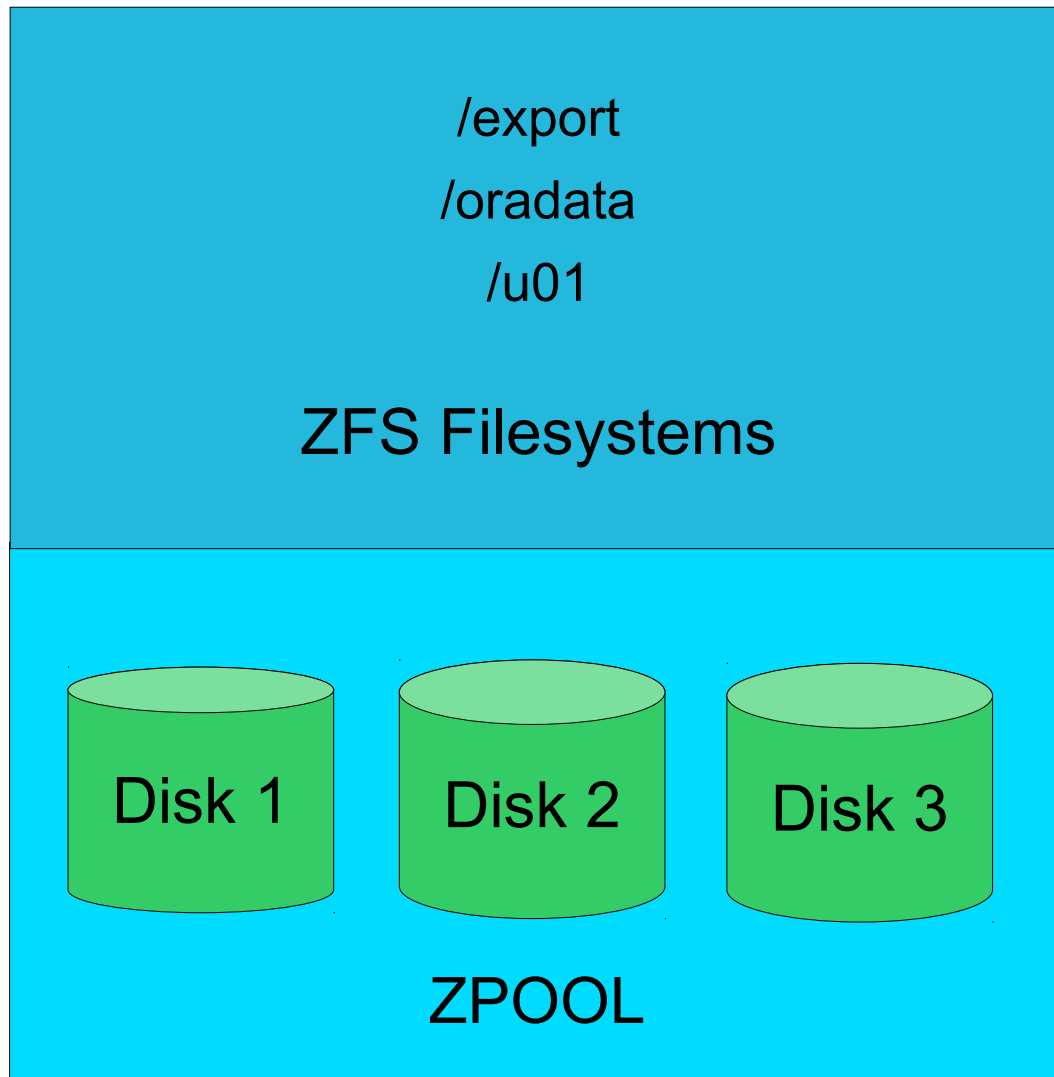 /export
/oradata
/u01
ZFS Filesystems
Disk 1
Disk 2
Disk 3
ZPOOL